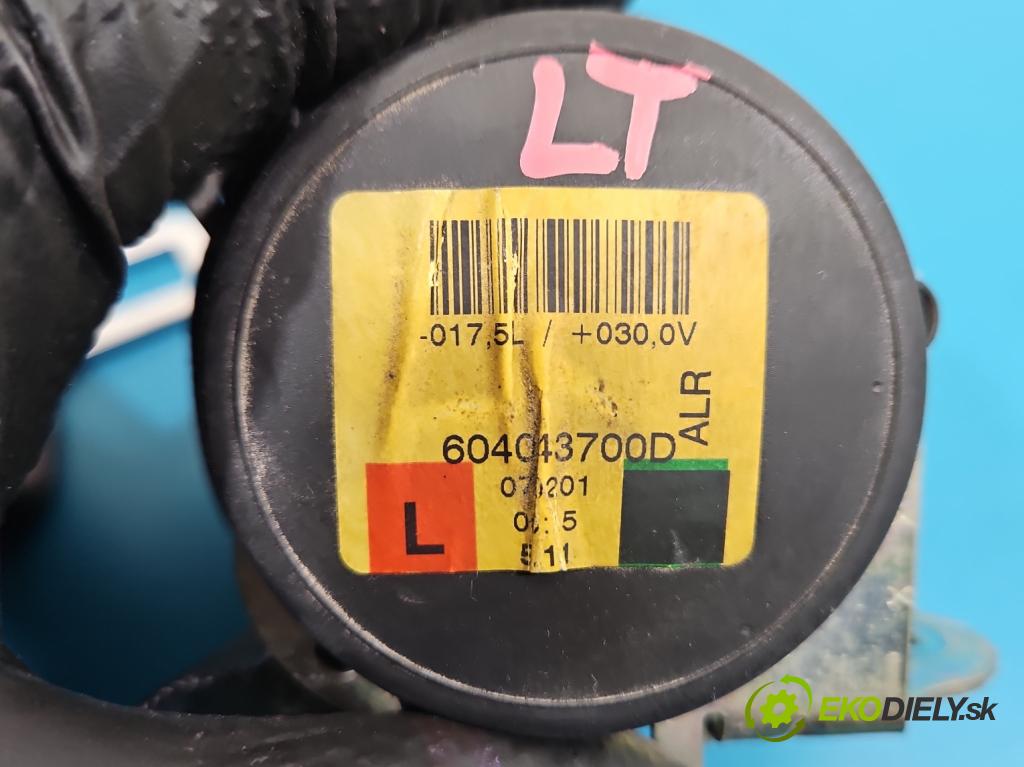 LT
-017,5L / +030,0V
ALR
604043700D
L
EKODIELY.sk